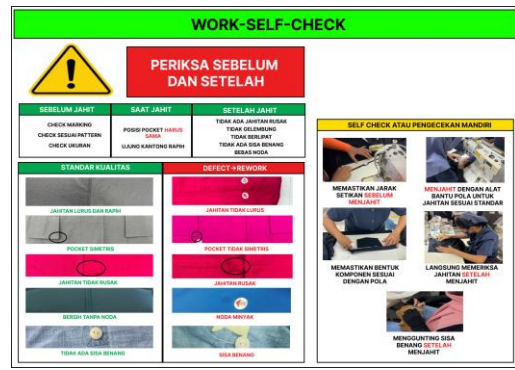 WORK-SELF-CHECK
PERIKSA SEBELUM
DAN SETELAH
SEBELUM JAHIT
CHECK MARKING
CHECK SESUAI PATTERN
CHECK UKURAN
SAAT JAHIT
POSISI POCKET HARUS
SAMA
UJUNG KANTONG RAPIH
SETELAH JAHIT
TIDAK ADA JAHITAN RUSAK
TIDAK GELEMBUNG
TIDAK BERLIPAT
TIDAK ADA SISA BENANG
BEBAS NODA
STANDAR KUALITAS
JAHITAN LURUS DAN RAPIH
POCKET SIMETRIS
JAHITAN TIDAK RUSAK
BERSIH TANPA NODA
TIDAK ADA SISA BENANG
DEFECT→REWORK
JAHITAN TIDAK LURUS
POCKET TIDAK SIMETRIS
JAHITAN RUSAK
NODA MINYAK
SISA BENANG
SELF CHECK ATAU PENGECEKAN MANDIRI
MEMASTIKAN JARAK
SETIKAN SEBELUM
MENJAHIT
MENJAHIT DENGAN ALAT
BANTU POLA UNTUK
JAHITAN SESUAI STANDAR
MEMASTIKAN BENTUK
KOMPONEN SESUAI
DENGAN POLA
LANGSUNG MEMERIKSA
JAHITAN SETELAH
MENJAHIT
MENGGUNTING SISA
BENANG SETELAH
MENJAHIT